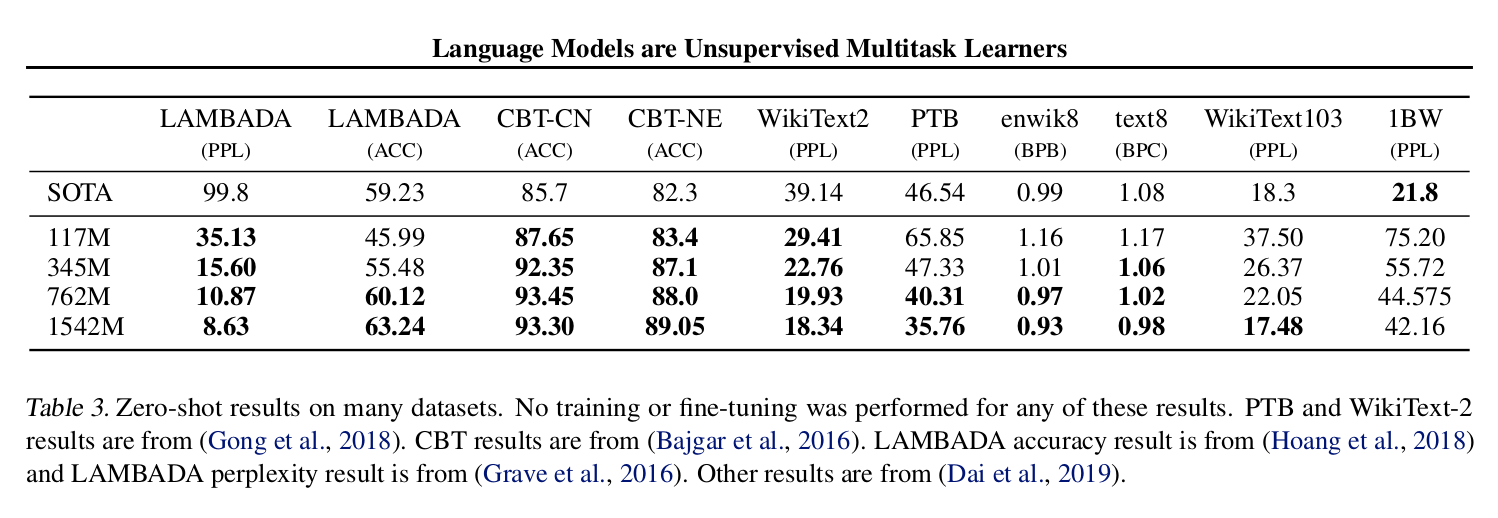 Language Models are Unsupervised Multitask Learners
LAMBADA LAMBADA CBT-CN CBT-NE WikiText2 PTB enwik8 text8 WikiText103 1BW
(PPL) (ACC) (ACC) (ACC) (PPL) (PPL) (BPB) (BPC) (PPL) (PPL)
SOTA 99.8 59.23 85.7 82.3 39.14 46.54 0.99 1.08 18.3 21.8
117M 35.13 45.99 87.65 83.4 29.41 65.85 1.16 1.17 37.50 75.20
345M 15.60 55.48 92.35 87.1 22.76 47.33 1.01 1.06 26.37 55.72
762M 10.87 60.12 93.45 88.0 19.93 40.31 0.97 1.02 22.05 44.575
1542M 8.63 63.24 93.30 89.05 18.34 35.76 0.93 0.98 17.48 42.16
Table 3. Zero-shot results on many datasets. No training or fine-tuning was performed for any of these results. PTB and WikiText-2
results are from (Gong et al., 2018). CBT results are from (Bajgar et al., 2016). LAMBADA accuracy result is from (Hoang et al., 2018)
and LAMBADA perplexity result is from (Grave et al., 2016). Other results are from (Dai et al., 2019).